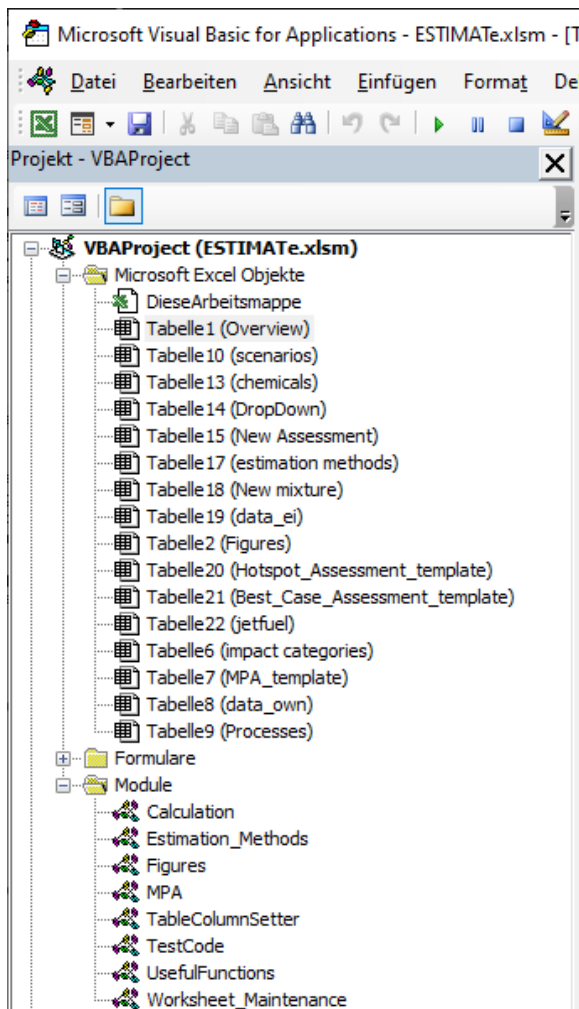 Microsoft Visual Basic for Applications - ESTIMATe.xlsm - [T
Datei Bearbeiten Ansicht Einfügen Format De
Projekt - VBAProject
VBAProject (ESTIMATe.xlsm)
Microsoft Excel Objekte
DieseArbeitsmappe
Tabelle1 (Overview)
Tabelle10 (scenarios)
Tabelle13 (chemicals)
Tabelle14 (DropDown)
Tabelle15 (New Assessment)
Tabelle17 (estimation methods)
Tabelle18 (New mixture)
Tabelle19 (data_ei)
Tabelle2 (Figures)
Tabelle20 (Hotspot_Assessment_template)
Tabelle21 (Best_Case_Assessment_template)
Tabelle22 (jetfuel)
Tabelle6 (impact categories)
Tabelle7 (MPA_template)
Tabelle8 (data_own)
Tabelle9 (Processes)
Formulare
Module
Calculation
Estimation_Methods
Figures
MPA
TableColumnSetter
TestCode
UsefulFunctions
Worksheet_Maintenance